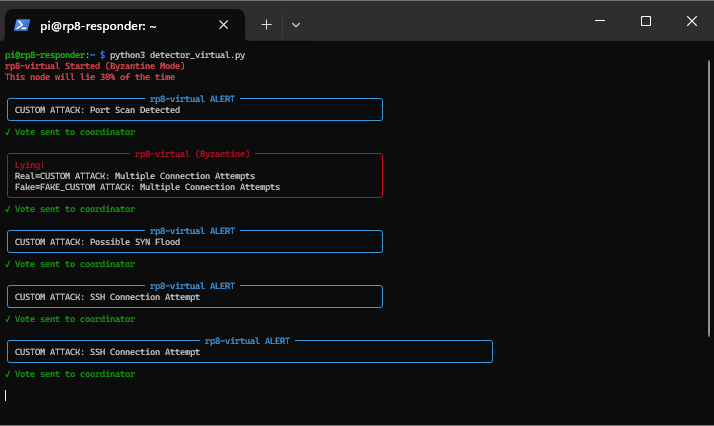 pi@rp8-responder: ~
pi@rp8-responder:~ $ python3 detector_virtual.py
rp8-virtual Started (Byzantine Mode)
This node will lie 30% of the time
rp8-virtual ALERT
CUSTOM ATTACK: Port Scan Detected
✓ Vote sent to coordinator
rp8-virtual (Byzantine)
Lying!
Real=CUSTOM ATTACK: Multiple Connection Attempts
Fake=FAKE_CUSTOM ATTACK: Multiple Connection Attempts
✓ Vote sent to coordinator
rp8-virtual ALERT
CUSTOM ATTACK: Possible SYN Flood
✓ Vote sent to coordinator
rp8-virtual ALERT
CUSTOM ATTACK: SSH Connection Attempt
✓ Vote sent to coordinator
rp8-virtual ALERT
CUSTOM ATTACK: SSH Connection Attempt
✓ Vote sent to coordinator